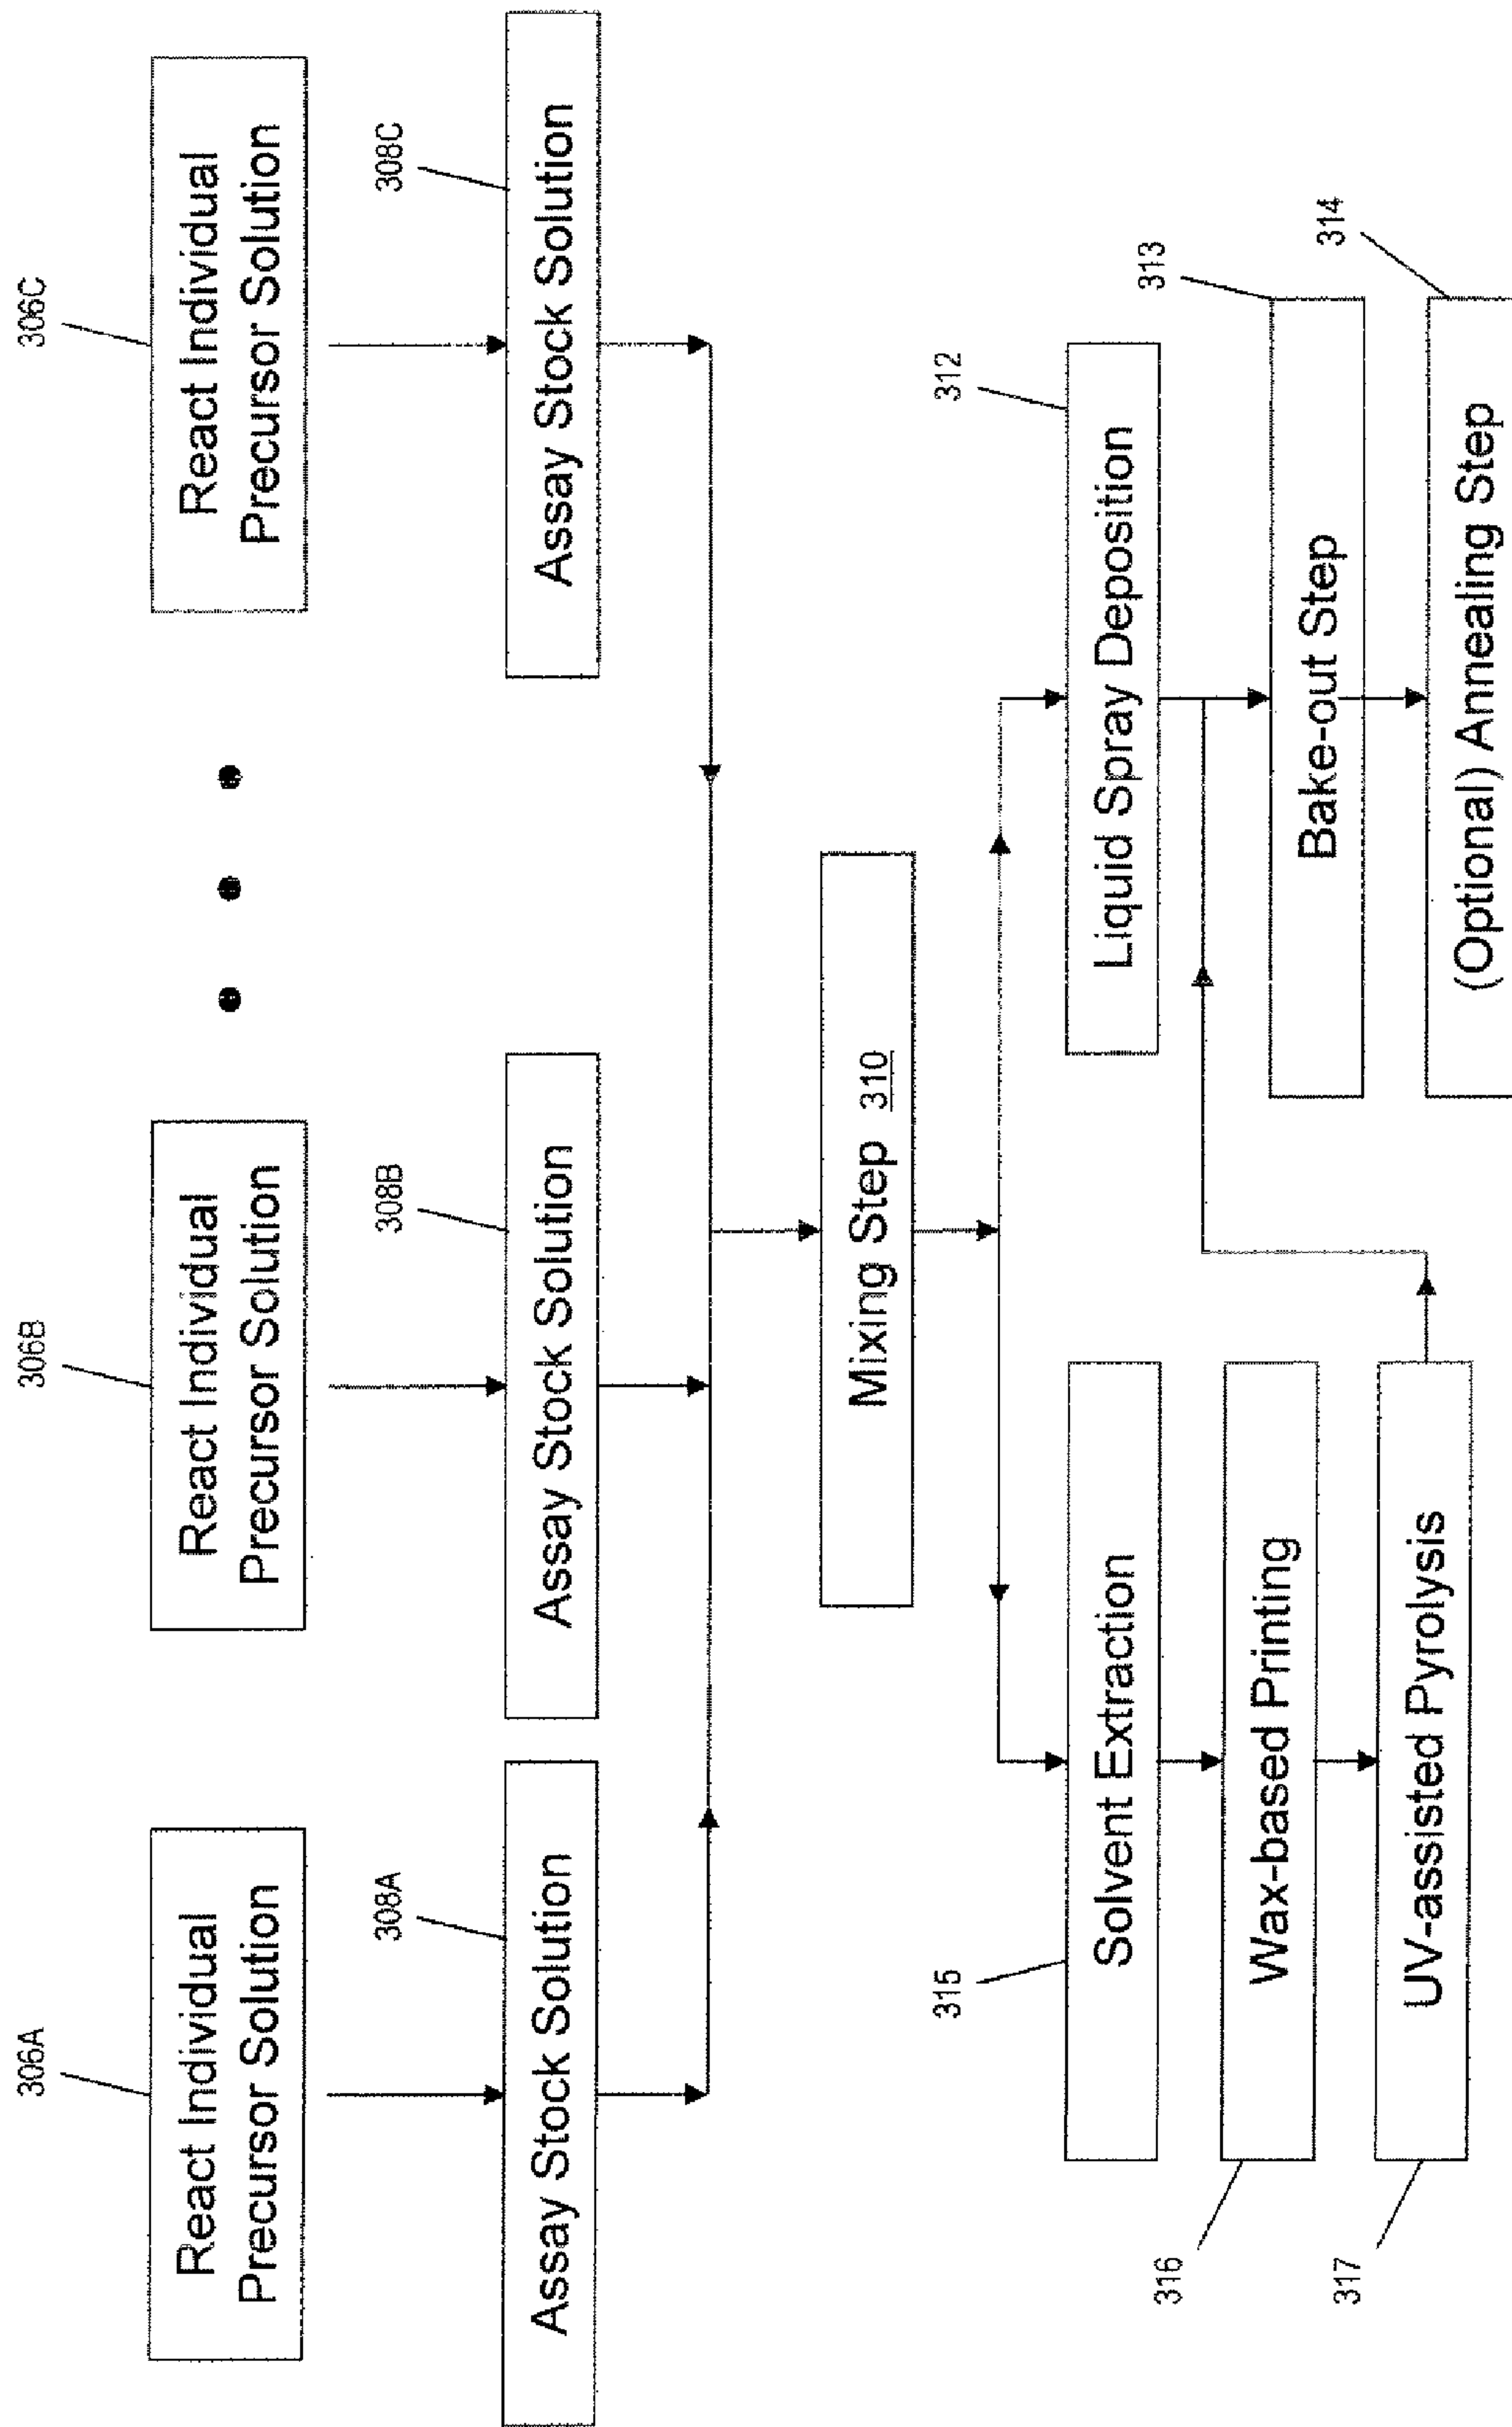 306A
306B
306C
React Individual
Precursor Solution
React Individual
Precursor Solution
React Individual
Precursor Solution
308A
308B
308C
Assay Stock Solution
Assay Stock Solution
Assay Stock Solution
Mixing Step 310
315
Solvent Extraction
316
Wax-based Printing
317
UV-assisted Pyrolysis
312
Liquid Spray Deposition
313
Bake-out Step
314
(Optional) Annealing Step